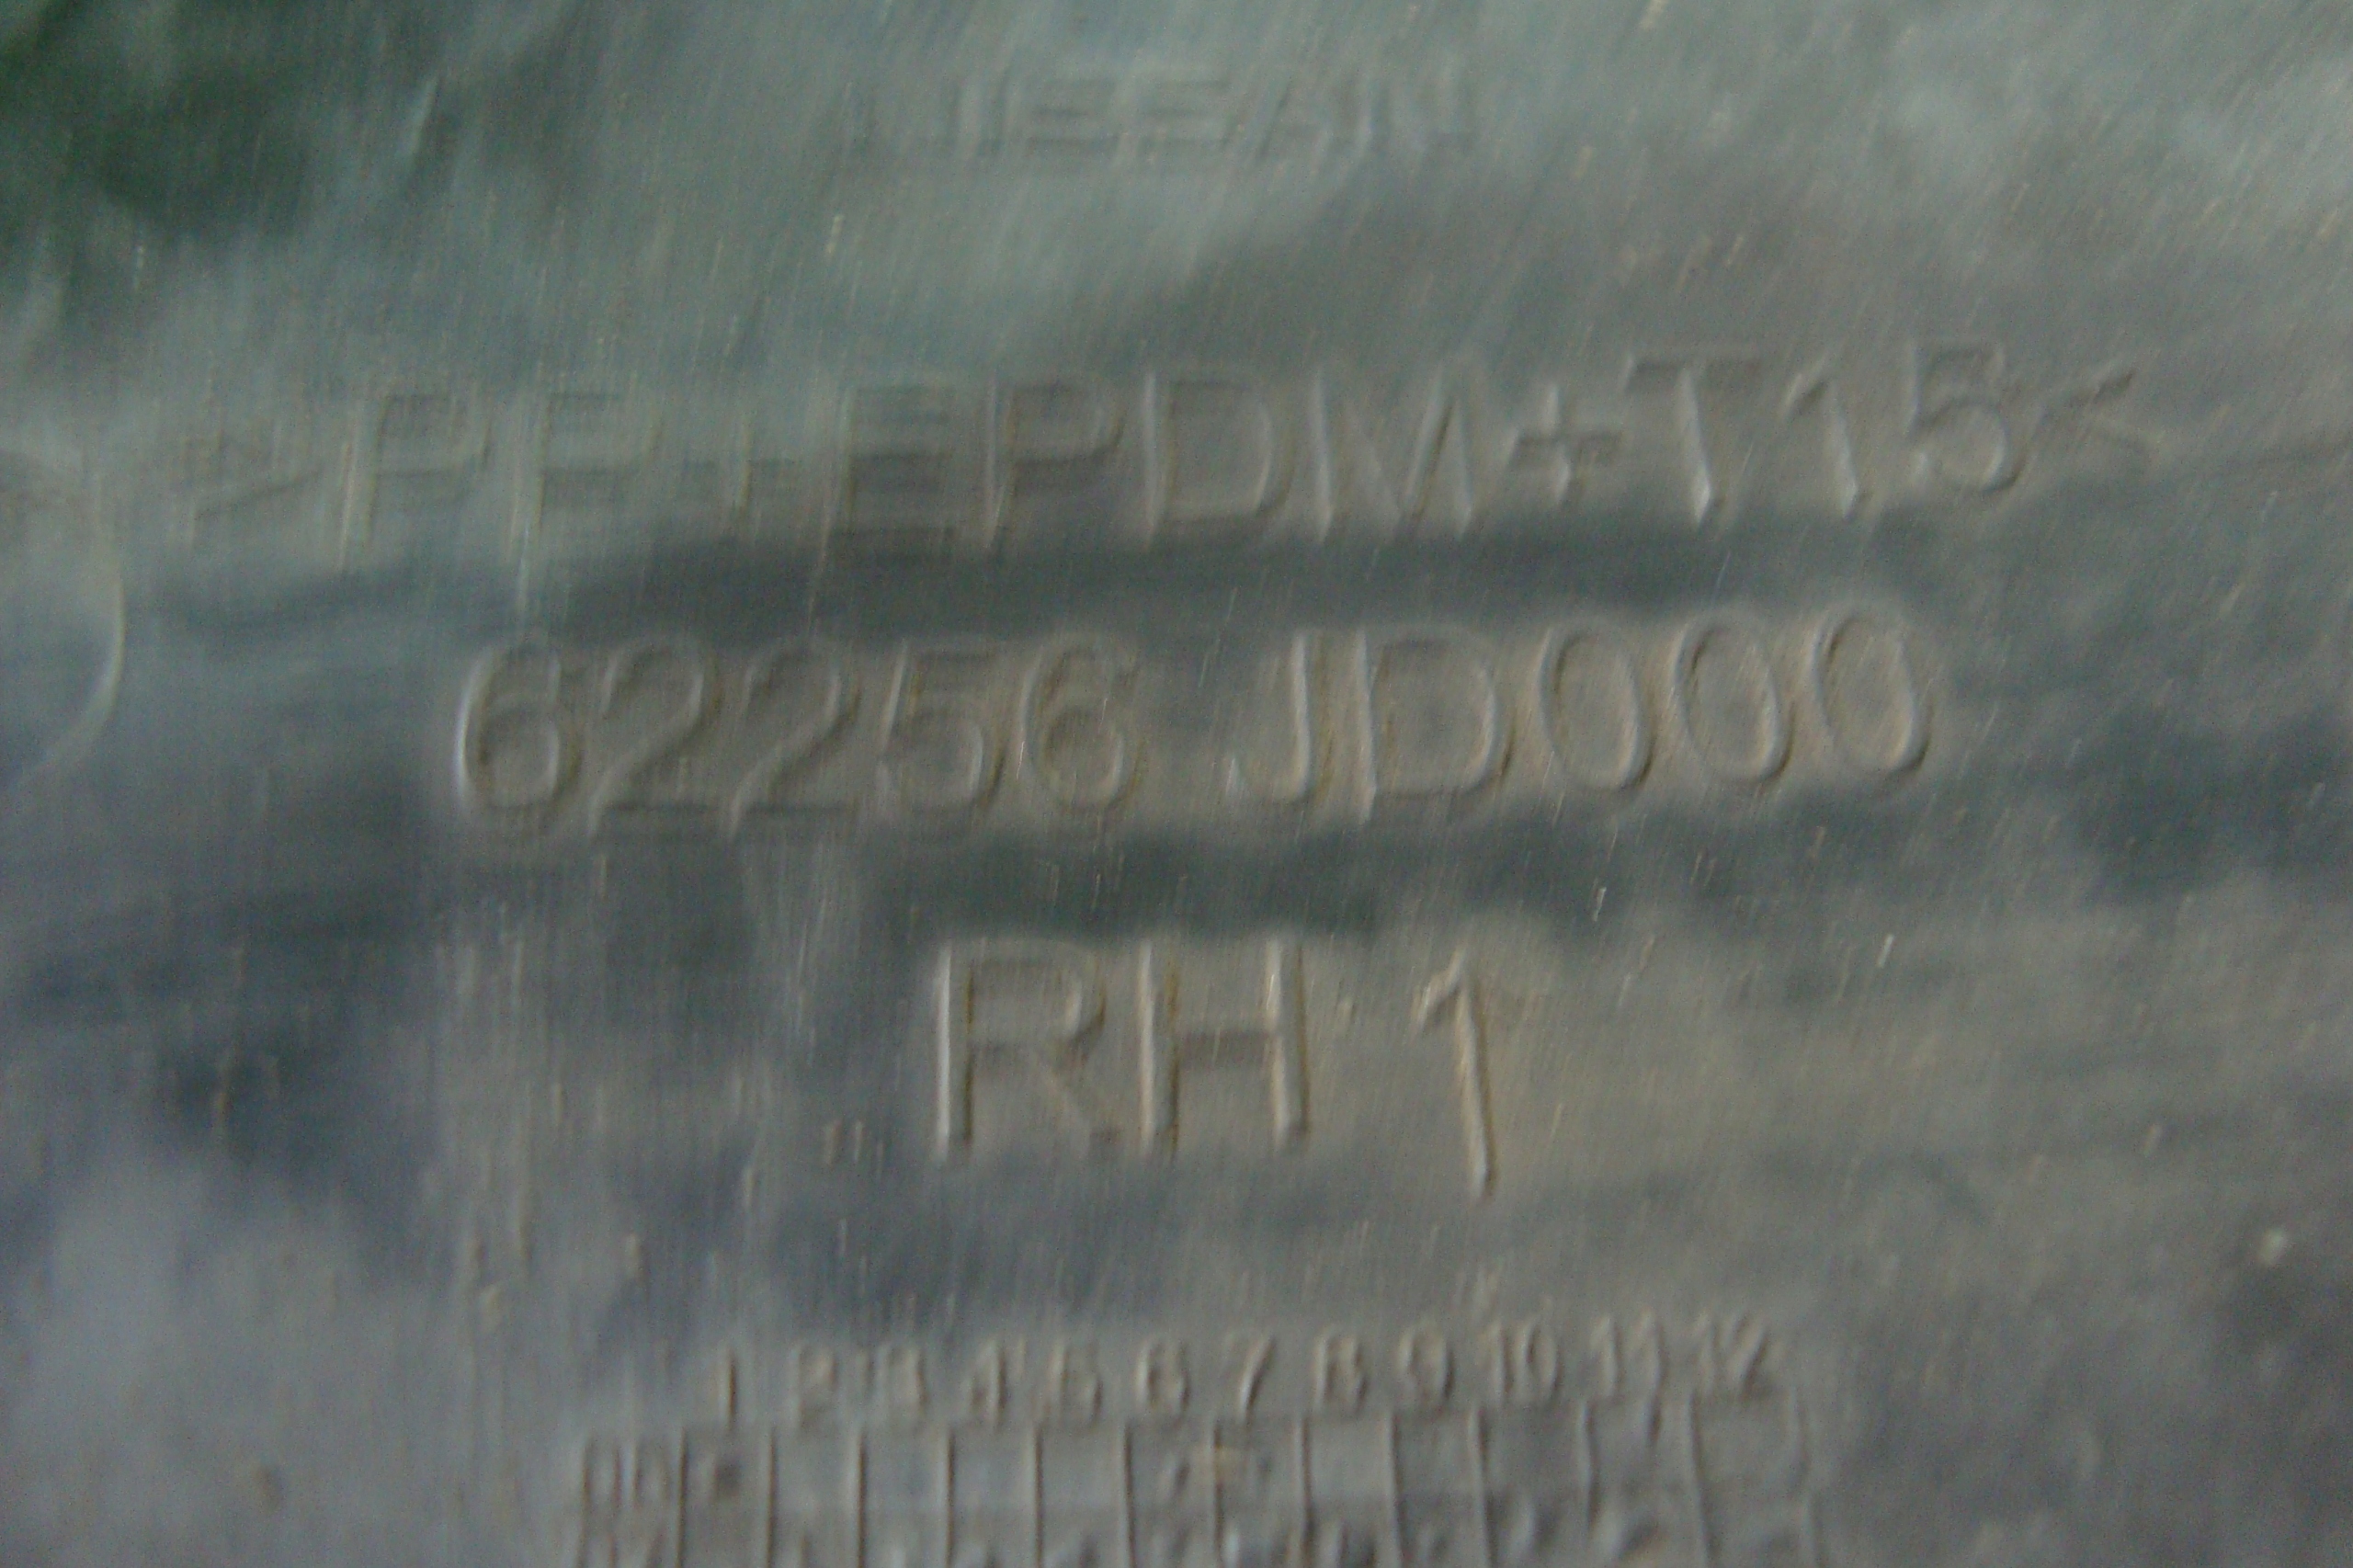 NISSAN
>PP+EPDM+T15<
62256 JD000
RH 1
1 2 3 4 5 6 7 8 9 10 11 12